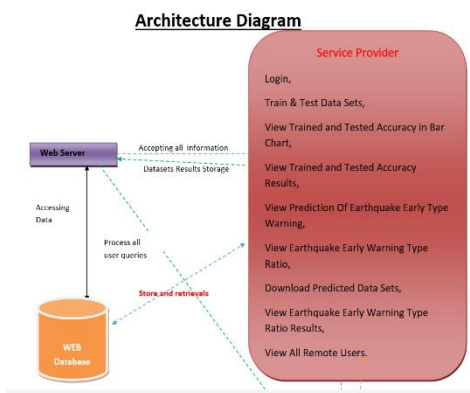 Architecture Diagram
Service Provider
Login,
Train & Test Data Sets,
View Trained and Tested Accuracy in Bar
Chart,
View Trained and Tested Accuracy
Results,
View Prediction Of Earthquake Early Type
Warning,
View Earthquake Early Warning Type
Ratio,
Download Predicted Data Sets,
View Earthquake Early Warning Type
Ratio Results,
View All Remote Users.
Web Server
Accepting all Information
Datasets Results Storage
Accessing
Data
Process all
user queries
Store and retrievals
WEB
Database